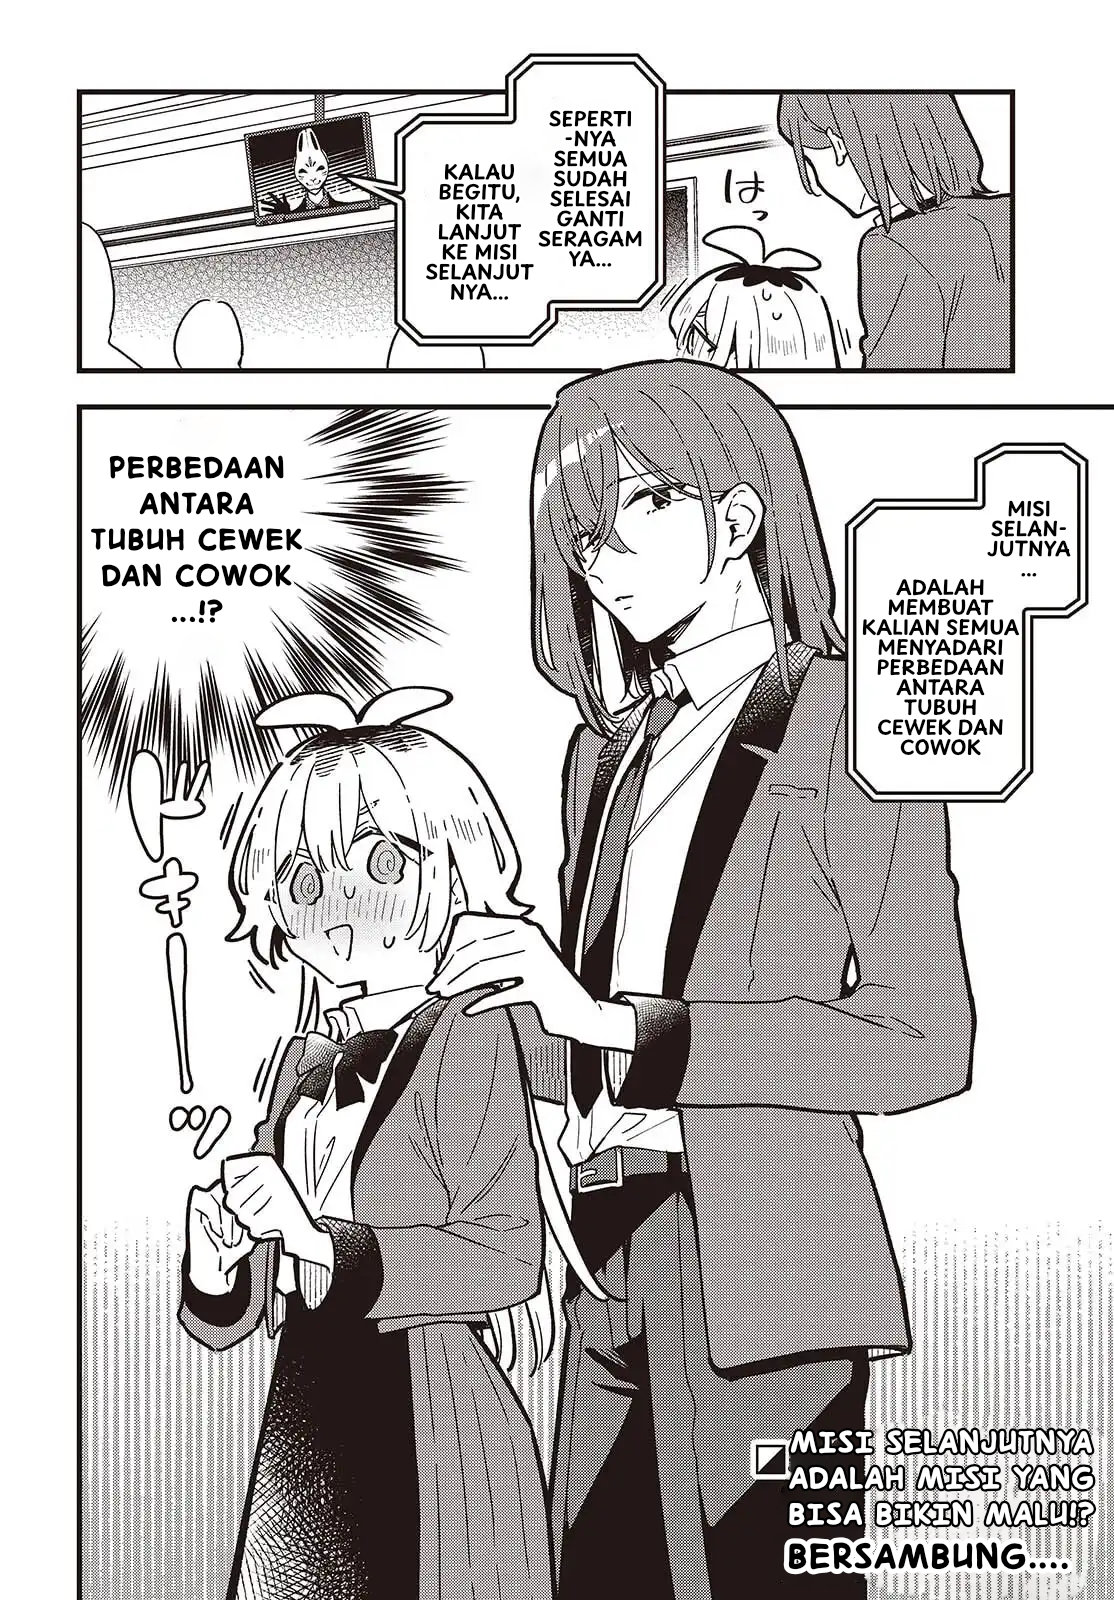 SEPERTI
-NYA
SEMUA
SUDAH
SELESAI
GANTI
SERAGAM
YA...
KALAU
BEGITU,
KITA
LANJUT
KE MISI
SELANJUT
NYA...
はっ
MISI
SELAN-
JUTNYA
...
ADALAH
MEMBUAT
KALIAN SEMUA
MENYADARI
PERBEDAAN
ANTARA
TUBUH
CEWEK DAN
COWOK
PERBEDAAN
ANTARA
TUBUH CEWEK
DAN COWOK
...!?
ドキーッ
MISI SELANJUTNYA
ADALAH MISI YANG
BISA BIKIN MALU!?
BERSAMBUNG....